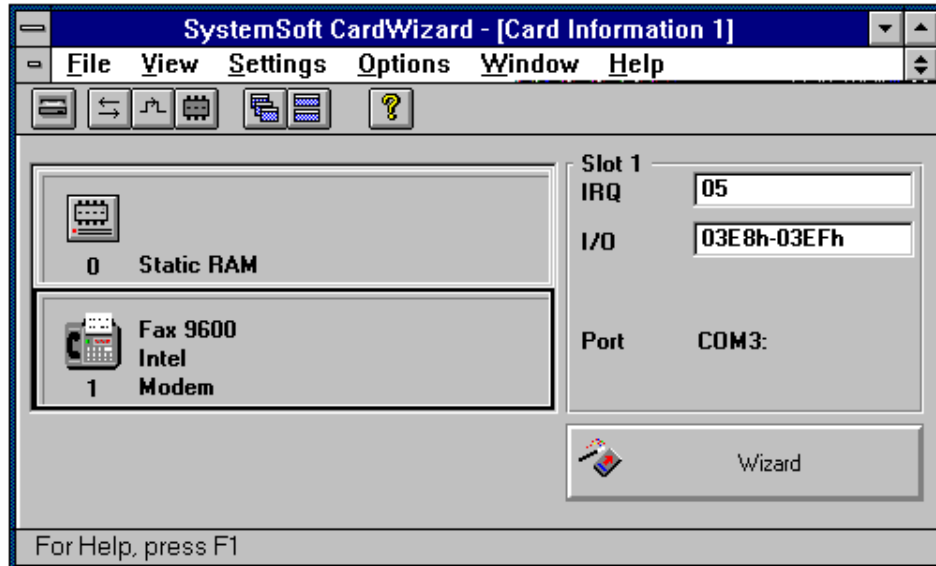 SystemSoft CardWizard - [Card Information 1]
File View Settings Options Window Help
0 Static RAM
Fax 9600
Intel
1 Modem
Slot 1
IRQ 05
I/O 03E8h-03EFh
Port COM3:
Wizard
For Help, press F1